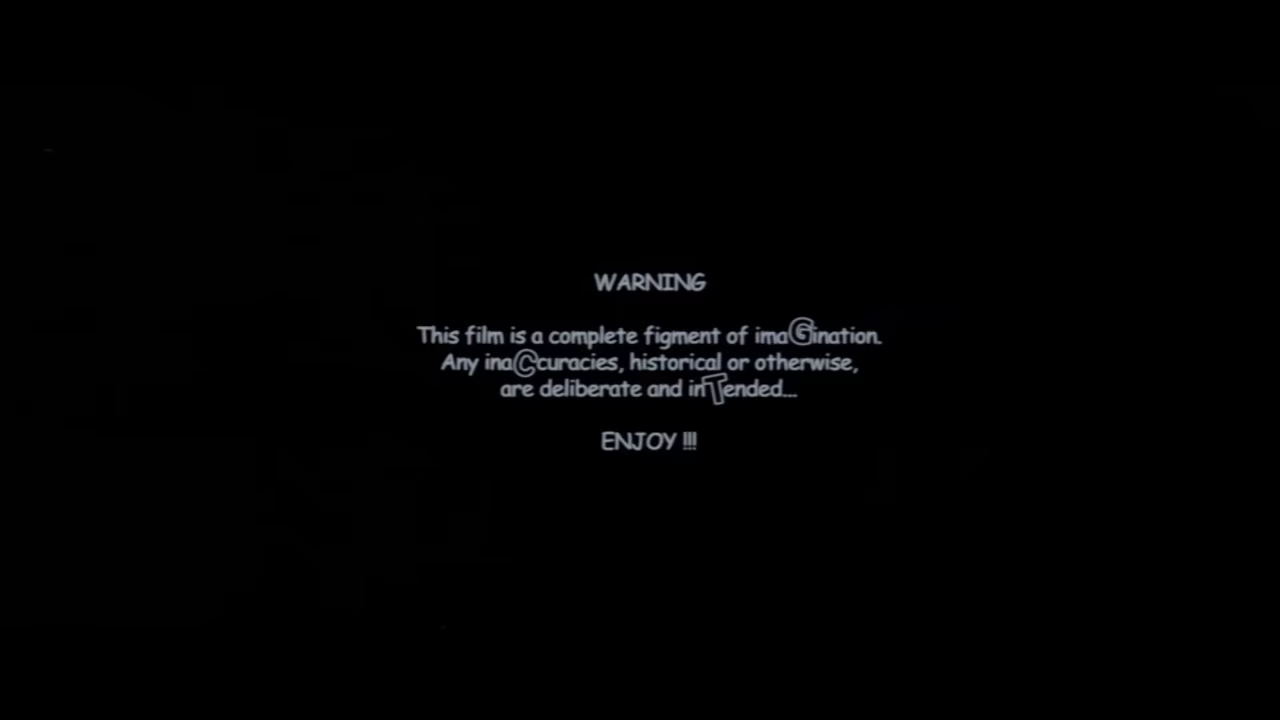 WARNING
This film is a complete figment of imaGination.
Any inaCcuracies, historical or otherwise,
are deliberate and inTended...
ENJOY !!!